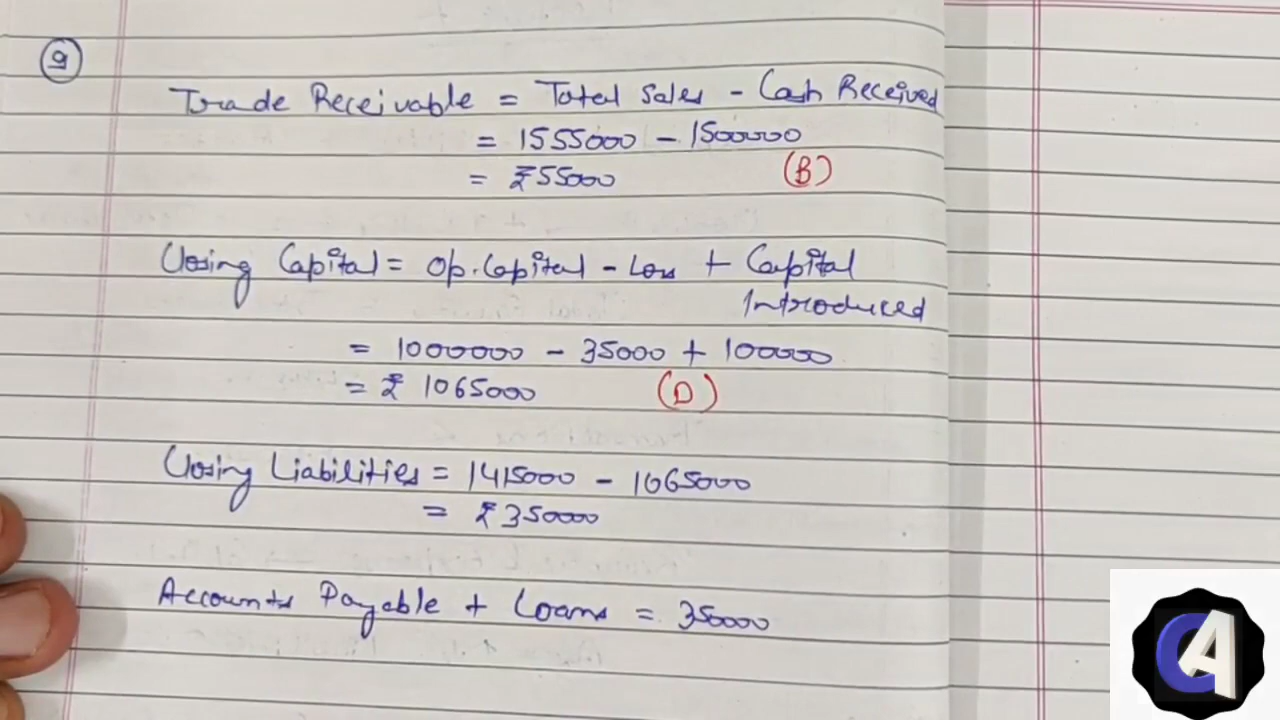 9
Trade Receivable = Total Sales - Cash Received
= 1555000 - 1500000
= ₹55000 (B)
Closing Capital = Op. Capital - Loss + Capital
Introduced
= 1000000 - 35000 + 100000
= ₹ 1065000 (D)
Closing Liabilities = 1415000 - 1065000
= ₹350000
Accounts Payable + Loans = 350000
CA